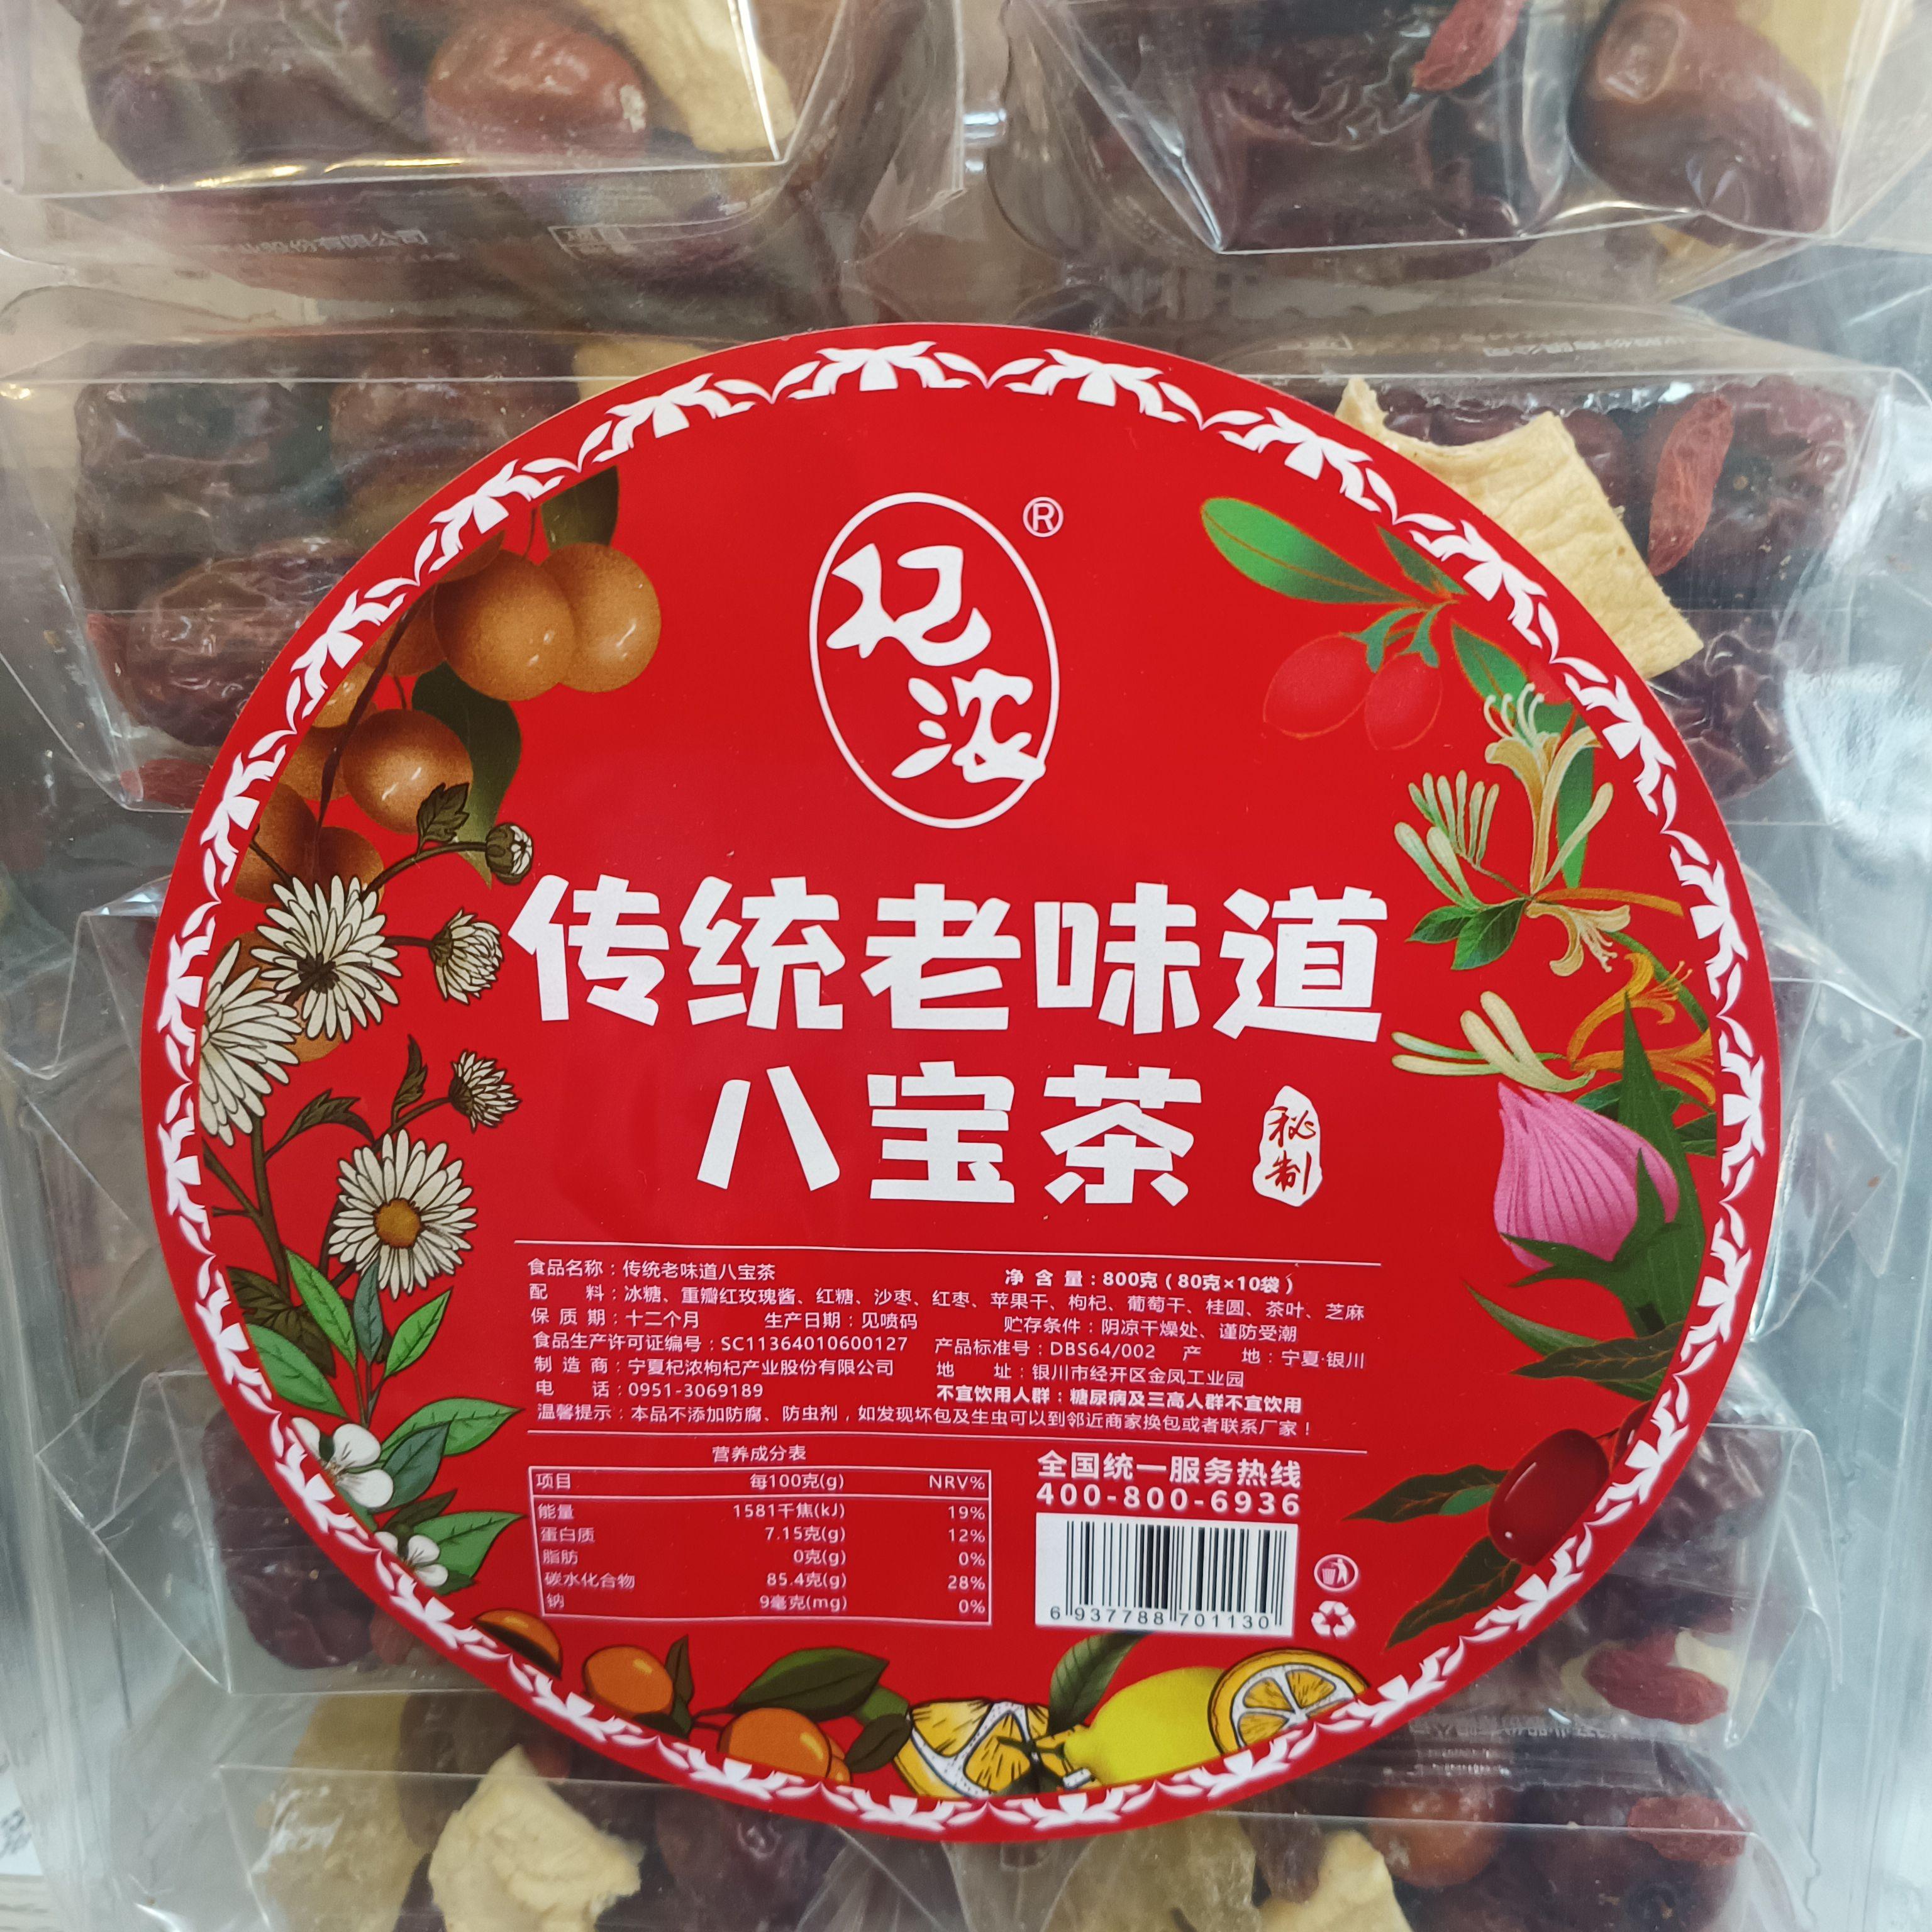 业股份有限公司
杞浓®
传统老味道
八宝茶
秘制
食品名称：传统老味道八宝茶 净 含 量：800克（80克×10袋）
配 料：冰糖、重瓣红玫瑰酱、红糖、沙枣、红枣、苹果干、枸杞、葡萄干、桂圆、茶叶、芝麻
保 质 期：十二个月 生产日期：见喷码 贮存条件：阴凉干燥处、谨防受潮
食品生产许可证编号：SC11364010600127 产品标准号：DBS64/002 产 地：宁夏·银川
制 造 商：宁夏杞浓枸杞产业股份有限公司 地 址：银川市经开区金凤工业园
电 话：0951-3069189 不宜饮用人群：糖尿病及三高人群不宜饮用
温馨提示：本品不添加防腐、防虫剂，如发现坏包及生虫可以到邻近商家换包或者联系厂家！
营养成分表
项目 每100克(g) NRV%
能量 1581千焦(kJ) 19%
蛋白质 7.15克(g) 12%
脂肪 0克(g) 0%
碳水化合物 85.4克(g) 28%
钠 9毫克(mg) 0%
全国统一服务热线
400-800-6936
6 937788 701130